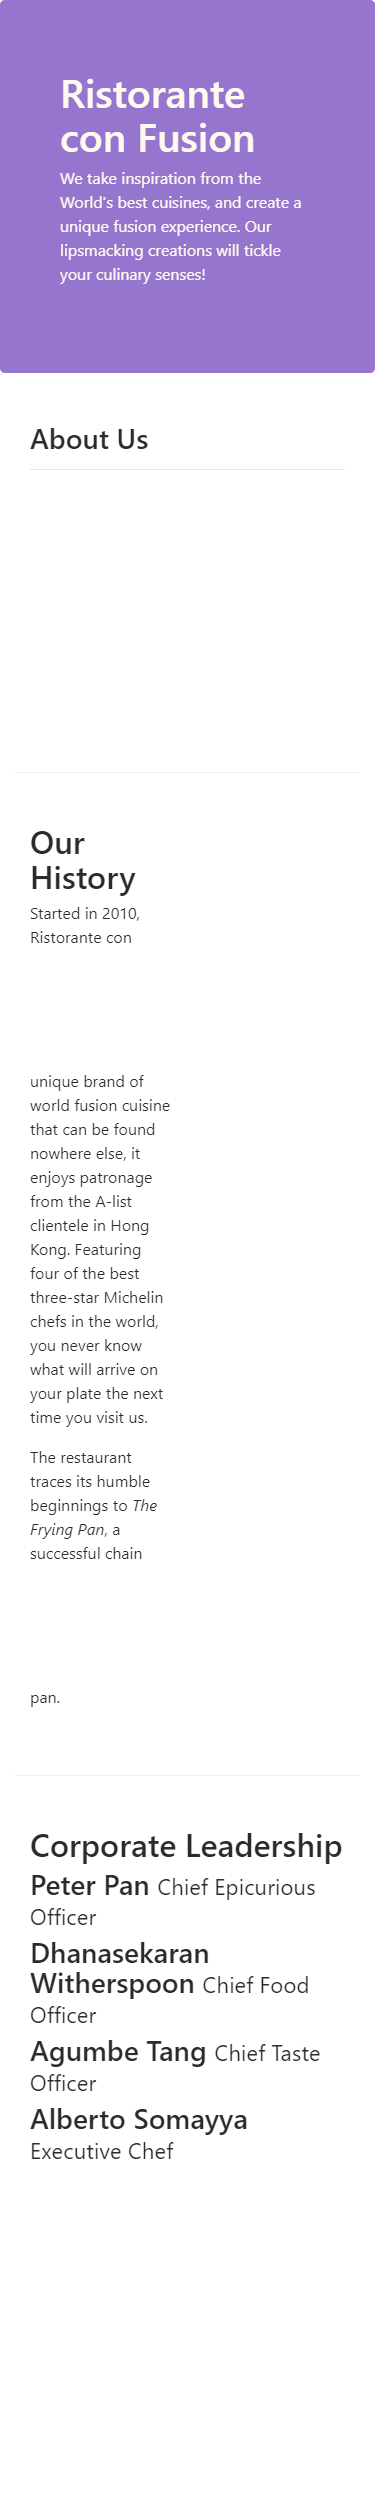 Ristorante
con Fusion
We take inspiration from the
World's best cuisines, and create a
unique fusion experience. Our
lipsmacking creations will tickle
your culinary senses!
About Us
Our
History
Started in 2010,
Ristorante con
unique brand of
world fusion cuisine
that can be found
nowhere else, it
enjoys patronage
from the A-list
clientele in Hong
Kong. Featuring
four of the best
three-star Michelin
chefs in the world,
you never know
what will arrive on
your plate the next
time you visit us.
The restaurant
traces its humble
beginnings to The
Frying Pan, a
successful chain
pan.
Corporate Leadership
Peter Pan Chief Epicurious
Officer
Dhanasekaran
Witherspoon Chief Food
Officer
Agumbe Tang Chief Taste
Officer
Alberto Somayya
Executive Chef